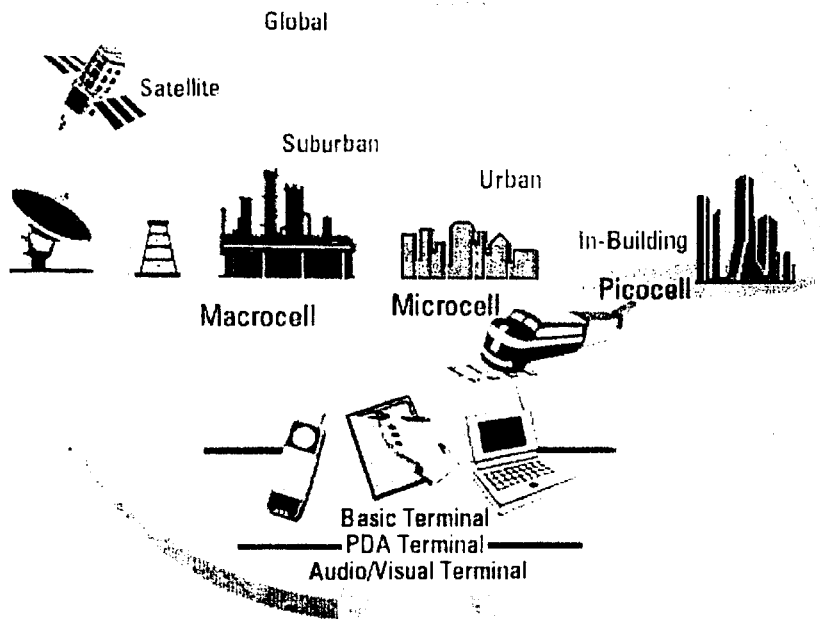 Global
Satellite
Suburban
Urban
In-Building
Macrocell
Microcell
Picocell
Basic Terminal
PDA Terminal
Audio/Visual Terminal